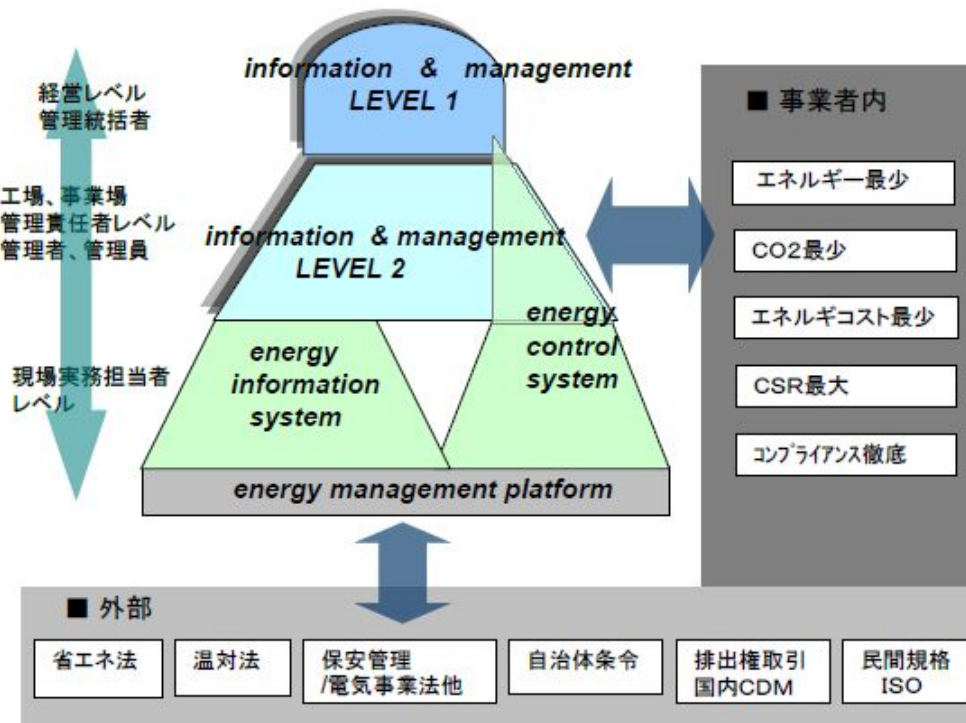 information & management
LEVEL 1
経営レベル
管理統括者
工場、事業場
管理責任者レベル
管理者、管理員
information & management
LEVEL 2
現場実務担当者
レベル
energy
information
system
energy
control
system
energy management platform
■ 事業者内
エネルギー最少
CO2最少
エネルギコスト最少
CSR最大
コンプライアンス徹底
■ 外部
省エネ法
温対法
保安管理
/電気事業法他
自治体条令
排出権取引
国内CDM
民間規格
ISO